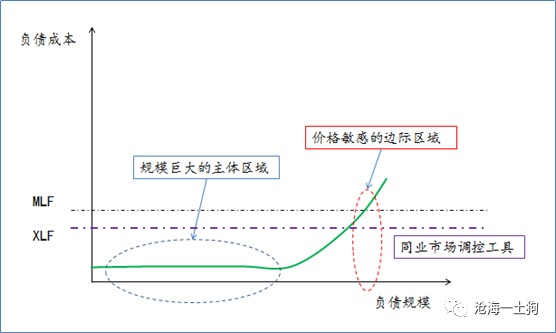 负债成本
价格敏感的边际区域
规模巨大的主体区域
MLF
XLF
同业市场调控工具
负债规模
沧海一土狗